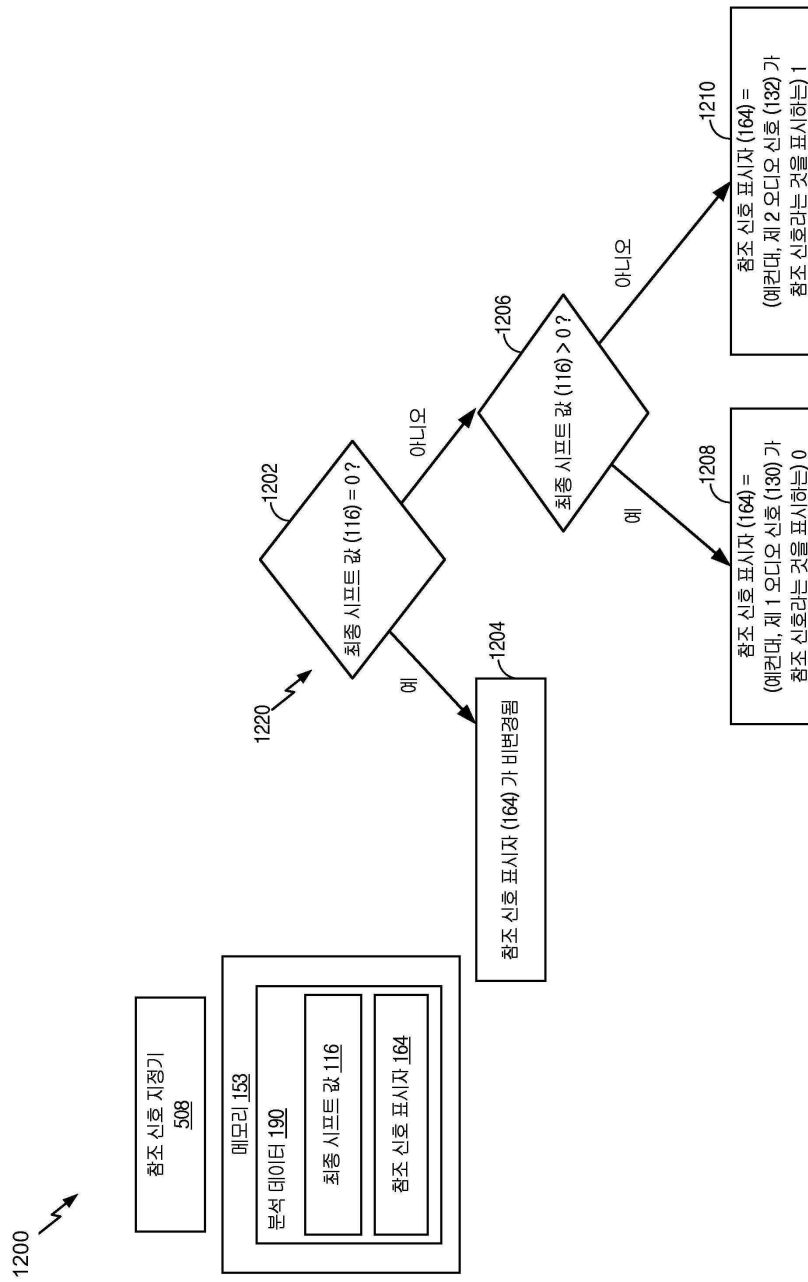 1200
참조 신호 지정기
508
메모리 153
분석 데이터 190
최종 시프트 값 116
참조 신호 표시자 164
1220
1202
최종 시프트 값 (116) = 0 ?
예
아니오
1204
참조 신호 표시자 (164) 가 비변경됨
1206
최종 시프트 값 (116) > 0 ?
예
아니오
1208
참조 신호 표시자 (164) =
(예컨대, 제 1 오디오 신호 (130) 가
참조 신호라는 것을 표시하는) 0
1210
참조 신호 표시자 (164) =
(예컨대, 제 2 오디오 신호 (132) 가
참조 신호라는 것을 표시하는) 1